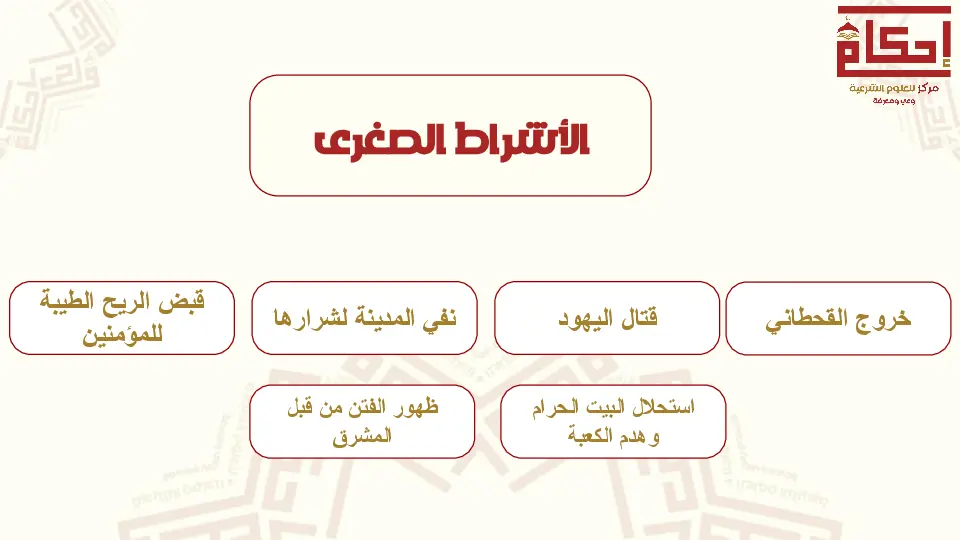 إحكام
مركز للعلوم الشرعية
وعي ومعرفة
الأشراط الصغرى
خروج القحطاني
قتال اليهود
نفي المدينة لشرارها
قبض الريح الطيبة
للمؤمنين
استحلال البيت الحرام
وهدم الكعبة
ظهور الفتن من قبل
المشرق